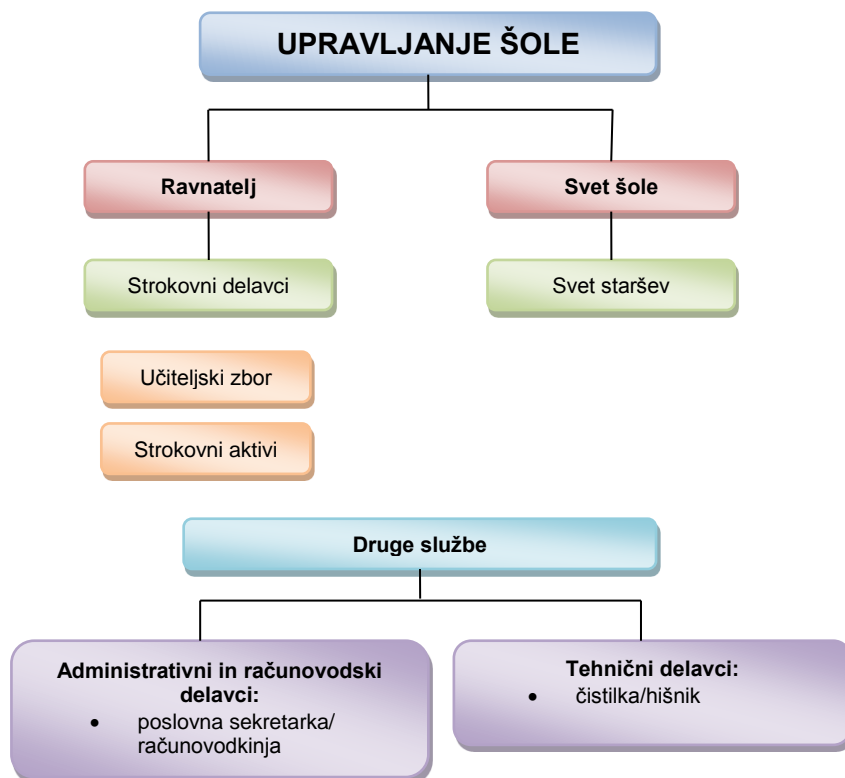 UPRAVLJANJE ŠOLE
Ravnatelj
Svet šole
Strokovni delavci
Svet staršev
Učiteljski zbor
Strokovni aktivi
Druge službe
Administrativni in računovodski
delavci:
• poslovna sekretarka/
računovodkinja
Tehnični delavci:
• čistilka/hišnik